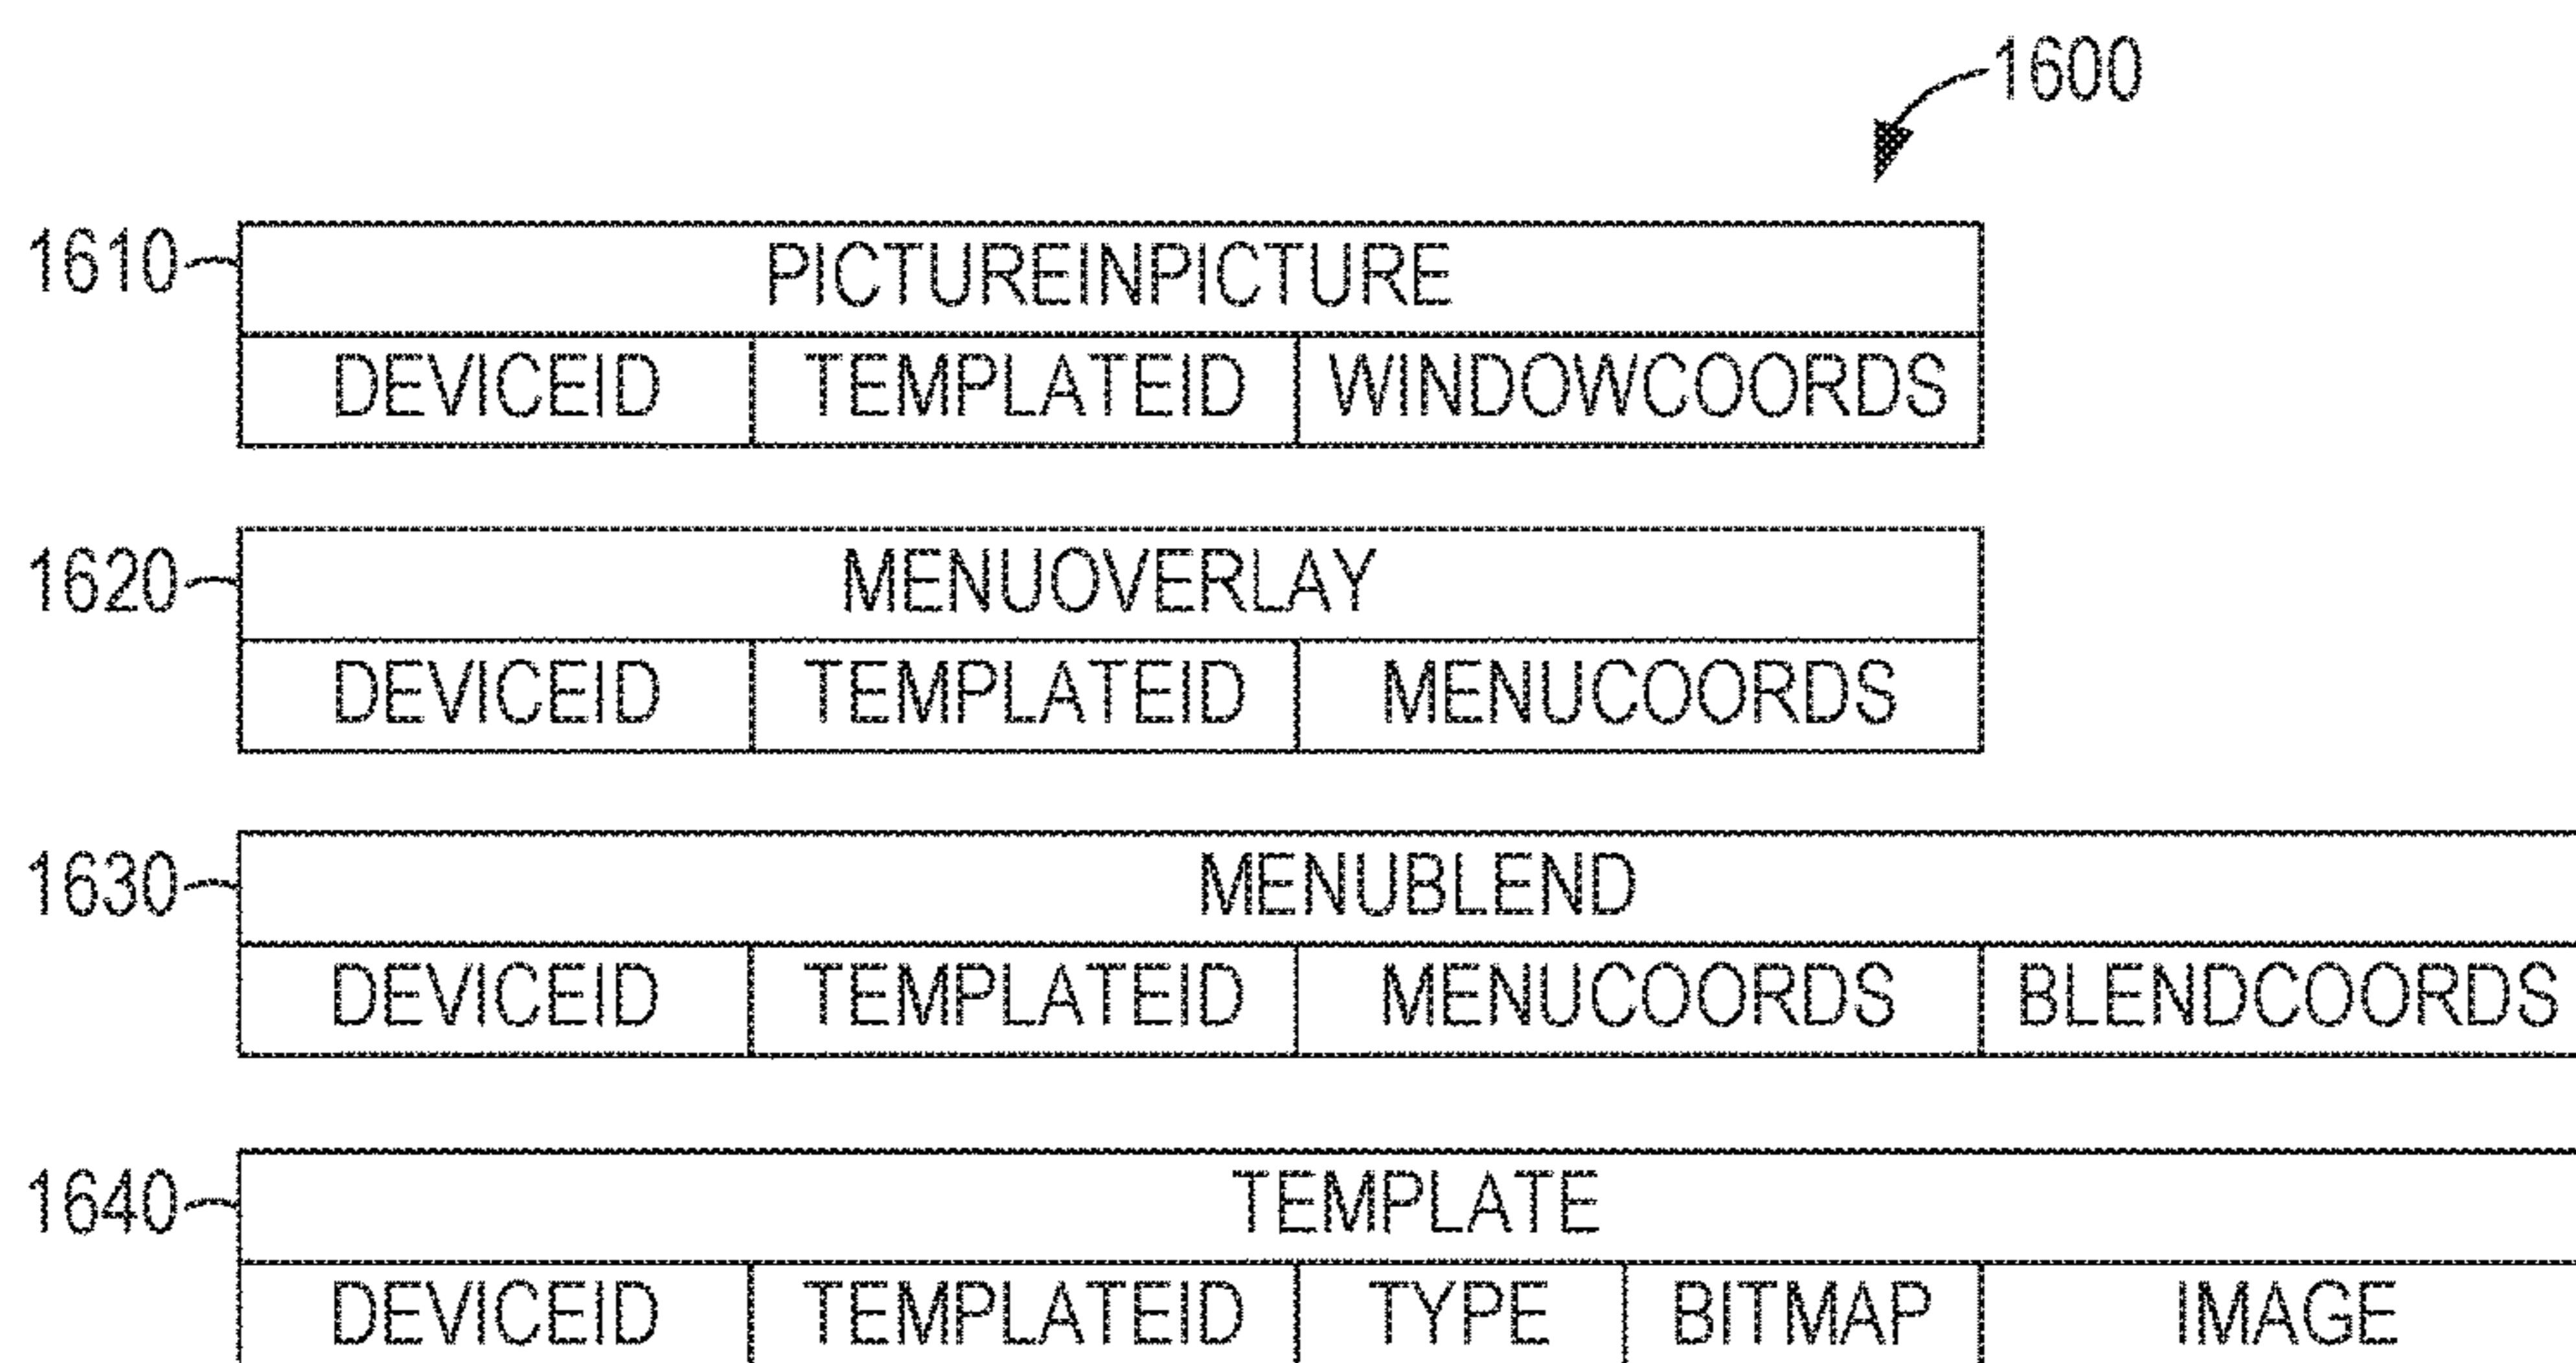 1600
1610 PICTUREINPICTURE
DEVICEID TEMPLATEID WINDOWCOORDS
1620 MENUOVERLAY
DEVICEID TEMPLATEID MENUCOORDS
1630 MENUBLEND
DEVICEID TEMPLATEID MENUCOORDS BLENDCOORDS
1640 TEMPLATE
DEVICEID TEMPLATEID TYPE BITMAP IMAGE